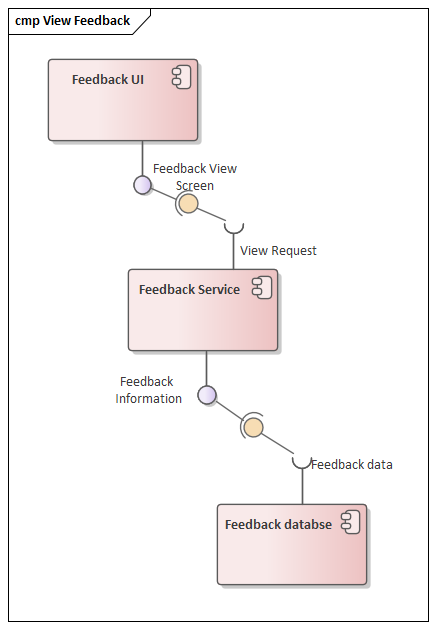 cmp View Feedback
Feedback UI
Feedback View
Screen
View Request
Feedback Service
Feedback
Information
Feedback data
Feedback databse